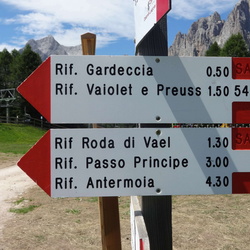 Rif. Gardeccia 0.50
Rif. Vaiolet e Preuss 1.50 54
Rif Roda di Vael 1.30
Rif. Passo Principe 3.00
Rif. Antermoia 4.30